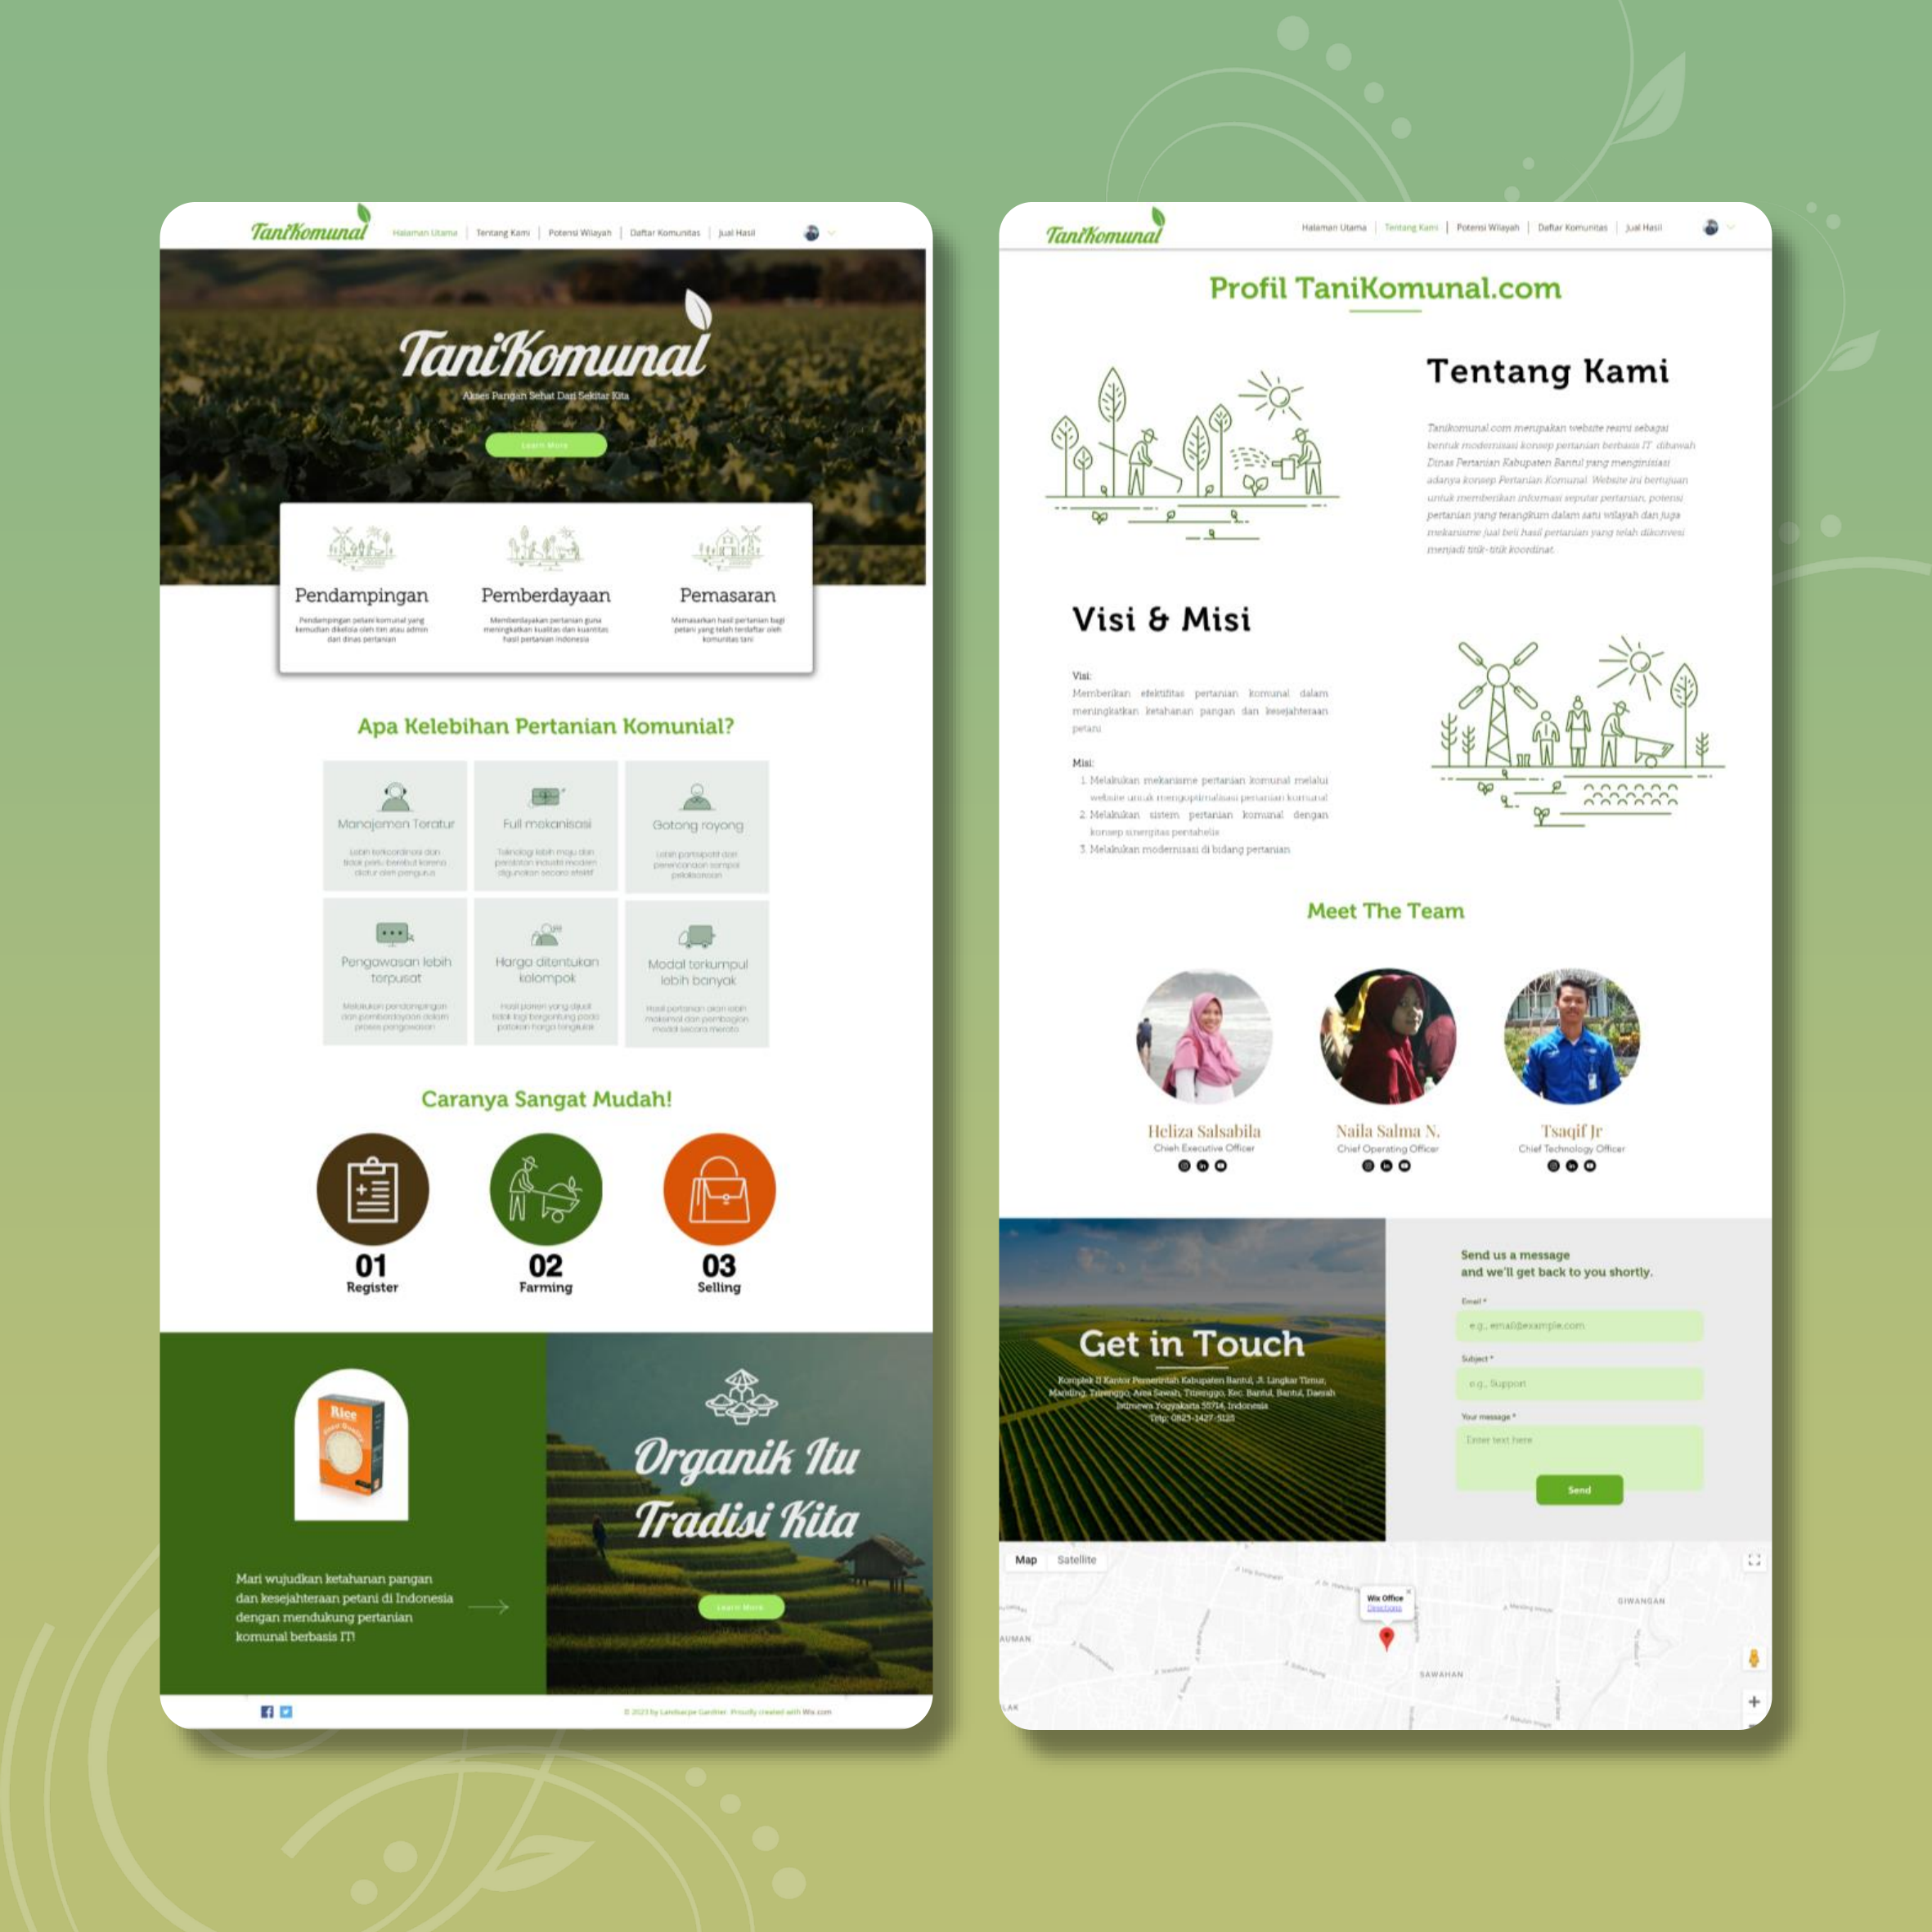 TaniKomunal
Halaman Utama
Tentang Kami
Potensi Wilayah
Daftar Komunitas
Jual Hasil
TaniKomunal
Akses Pangan Sehat Dari Sekitar Kita
Learn More
Pendampingan
Pendampingan petani komunal yang
kemudian dikelola oleh tim atau admin
dari dinas pertanian
Pemberdayaan
Memberdayakan pertanian guna
meningkatkan kualitas dan kuantitas
hasil pertanian indonesia
Pemasaran
Memasarkan hasil pertanian bagi
petani yang telah terdaftar oleh
komunitas tani
Apa Kelebihan Pertanian Komunial?
Manajemen Teratur
Lebih terkoordinasi dan
tidak perlu berebut karena
diatur oleh pengurus
Full mekanisasi
Teknologi lebih maju dan
peralatan industri modern
digunakan secara efektif
Gotong royong
Lebih partisipatif dari
perencanaan sampai
pelaksanaan
Pengawasan lebih
terpusat
Melakukan pendampingan
dan pemberdayaan dalam
proses pengawasan
Harga ditentukan
kelompok
Hasil panen yang dijual
tidak lagi bergantung pada
patokan harga tengkulak
Modal terkumpul
lebih banyak
Hasil pertanian akan lebih
maksimal dan pembagian
modal secara merata
Caranya Sangat Mudah!
01
Register
02
Farming
03
Selling
Rice
Mari wujudkan ketahanan pangan
dan kesejahteraan petani di Indonesia
dengan mendukung pertanian
komunal berbasis IT!
Organik Itu
Tradisi Kita
Learn More
© 2023 by Landsacpe Gardner. Proudly created with Wix.com
TaniKomunal
Halaman Utama
Tentang Kami
Potensi Wilayah
Daftar Komunitas
Jual Hasil
Profil TaniKomunal.com
Tentang Kami
Tanikomunal.com merupakan website resmi sebagai
bentuk modernisasi konsep pertanian berbasis IT dibawah
Dinas Pertanian Kabupaten Bantul yang menginisiasi
adanya konsep Pertanian Komunal. Website ini bertujuan
untuk memberikan informasi seputar pertanian, potensi
pertanian yang terangkum dalam satu wilayah dan juga
mekanisme jual beli hasil pertanian yang telah dikonvesi
menjadi titik-titik koordinat.
Visi & Misi
Visi:
Memberikan efektifitas pertanian komunal dalam
meningkatkan ketahanan pangan dan kesejahteraan
petani
Misi:
1. Melakukan mekanisme pertanian komunal melalui
website untuk mengoptimalisasi pertanian komunal
2. Melakukan sistem pertanian komunal dengan
konsep sinergitas pentahelix
3. Melakukan modernisasi di bidang pertanian
Meet The Team
Heliza Salsabila
Chieh Executive Officer
Naila Salma N.
Chief Operating Officer
Tsaqif Jr
Chief Technology Officer
Get in Touch
Komplek II Kantor Pemerintah Kabupaten Bantul, Jl. Lingkar Timur,
Manding, Trirenggo, Area Sawah, Trirenggo, Kec. Bantul, Bantul, Daerah
Istimewa Yogyakarta 55714, Indonesia
Telp: 0823-1427-5123
Send us a message
and we'll get back to you shortly.
Email *
e.g., email@example.com
Subject *
e.g., Support
Your message *
Enter text here
Send
Map
Satellite
Wix Office
Directions
GIWANGAN
AUMAN
SAWAHAN
LAK